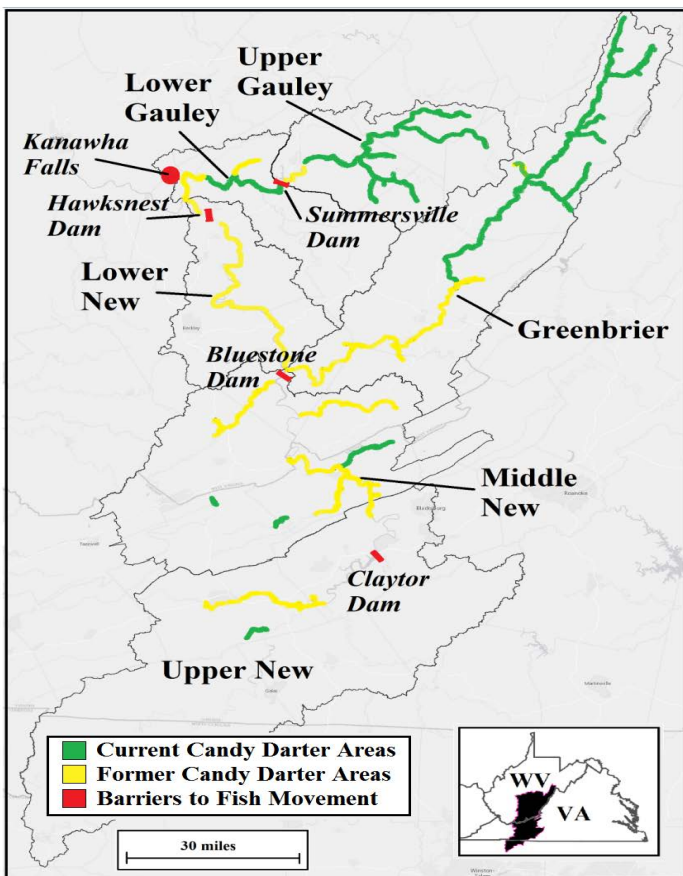 Upper
Gauley
Lower
Gauley
Kanawha
Falls
Hawksnest
Dam
Summersville
Dam
Lower
New
Greenbrier
Bluestone
Dam
Middle
New
Claytor
Dam
Upper New
Current Candy Darter Areas
Former Candy Darter Areas
Barriers to Fish Movement
30 miles
WV
VA